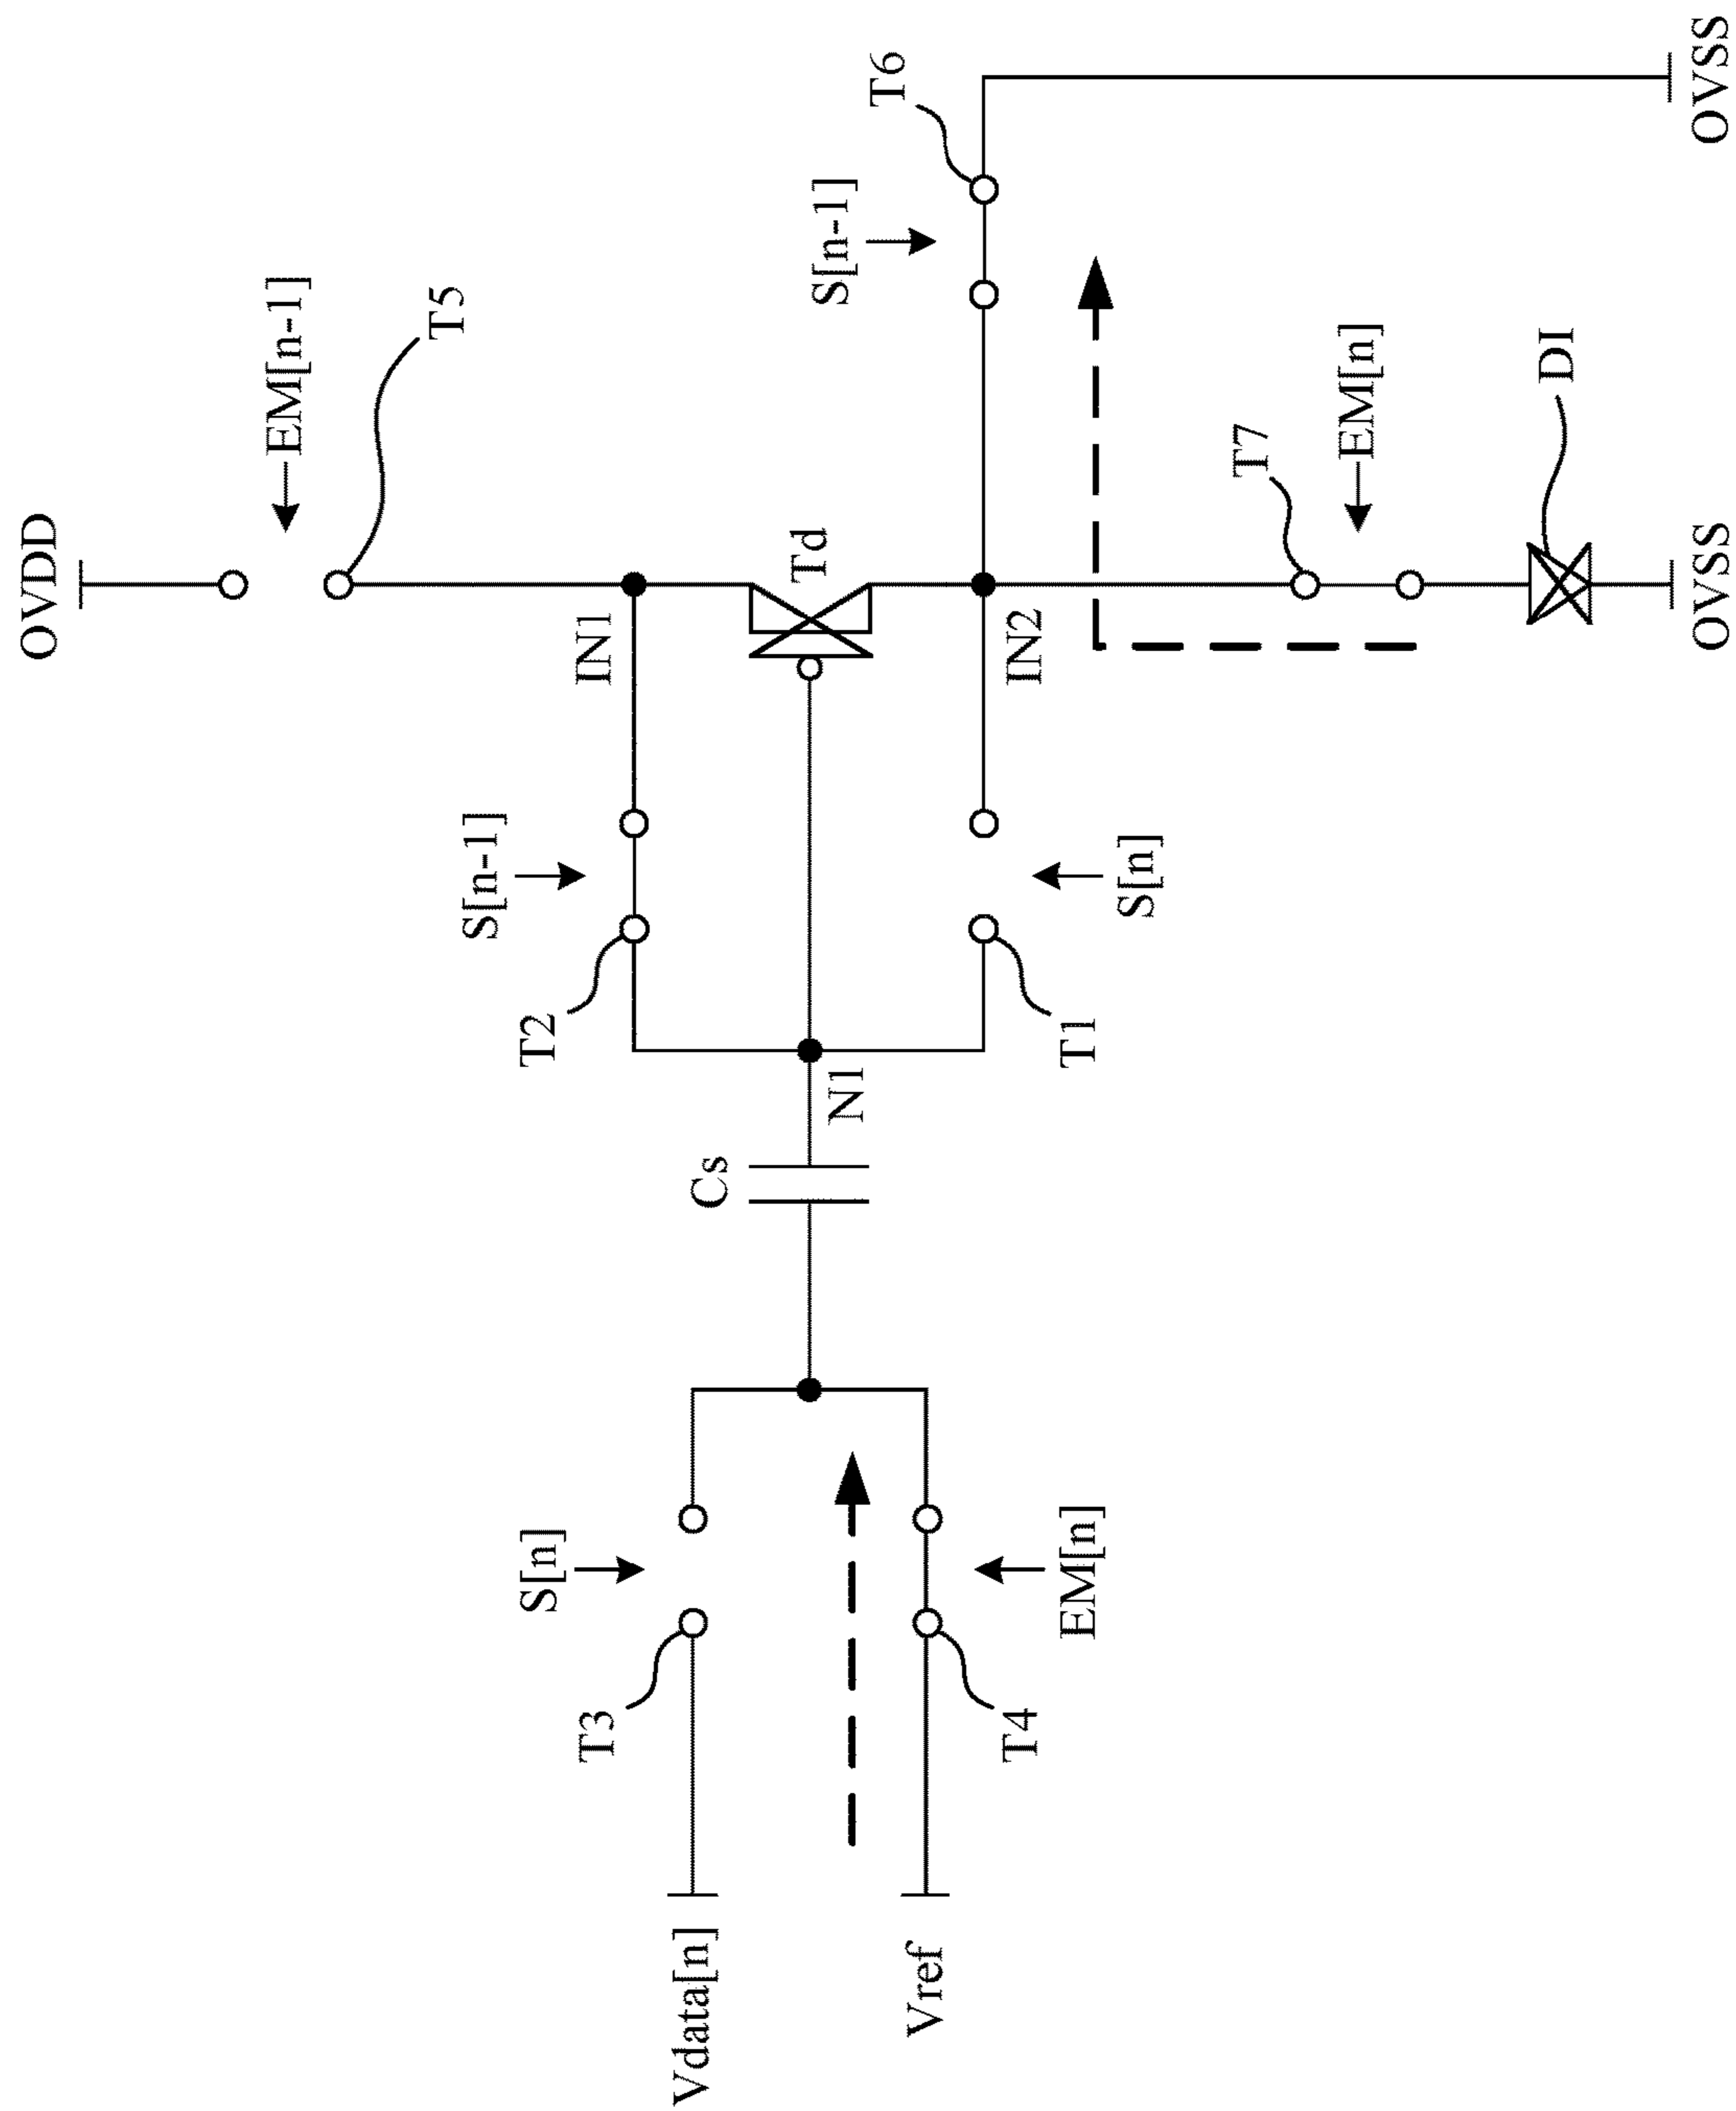 OVDD
EM[n-1]
T5
T6
S[n-1]
IN1
Td
S[n-1]
T2
IN2
T7
EM[n]
DI
OVSS
OVSS
S[n]
T1
N1
Cs
S[n]
T3
EM[n]
T4
Vdata[n]
Vref